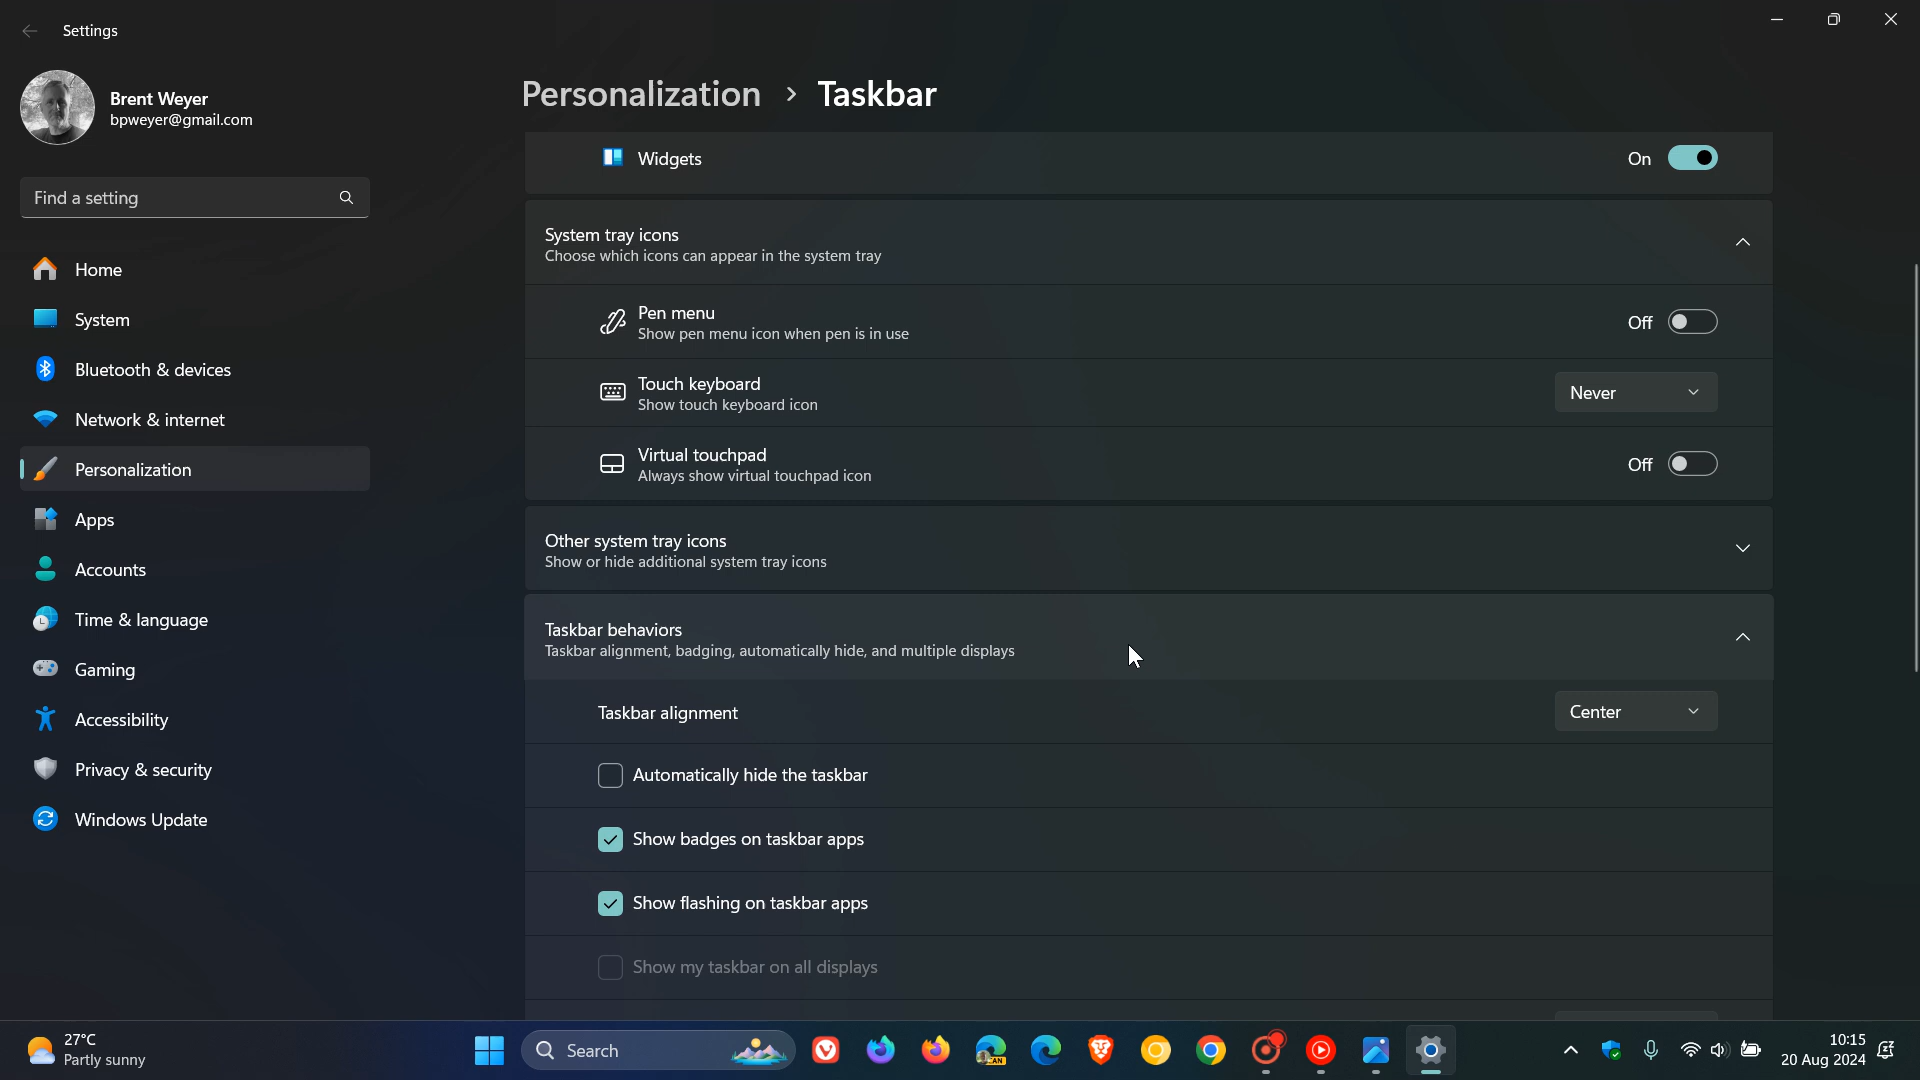 Settings
Brent Weyer
bpweyer@gmail.com
Find a setting
Home
System
Bluetooth & devices
Network & internet
Personalization
Apps
Accounts
Time & language
Gaming
Accessibility
Privacy & security
Windows Update
Personalization > Taskbar
Widgets
On
System tray icons
Choose which icons can appear in the system tray
Pen menu
Show pen menu icon when pen is in use
Off
Touch keyboard
Show touch keyboard icon
Never
Virtual touchpad
Always show virtual touchpad icon
Off
Other system tray icons
Show or hide additional system tray icons
Taskbar behaviors
Taskbar alignment, badging, automatically hide, and multiple displays
Taskbar alignment
Center
Automatically hide the taskbar
Show badges on taskbar apps
Show flashing on taskbar apps
Show my taskbar on all displays
27°C
Partly sunny
Search
CAN
10:15
20 Aug 2024